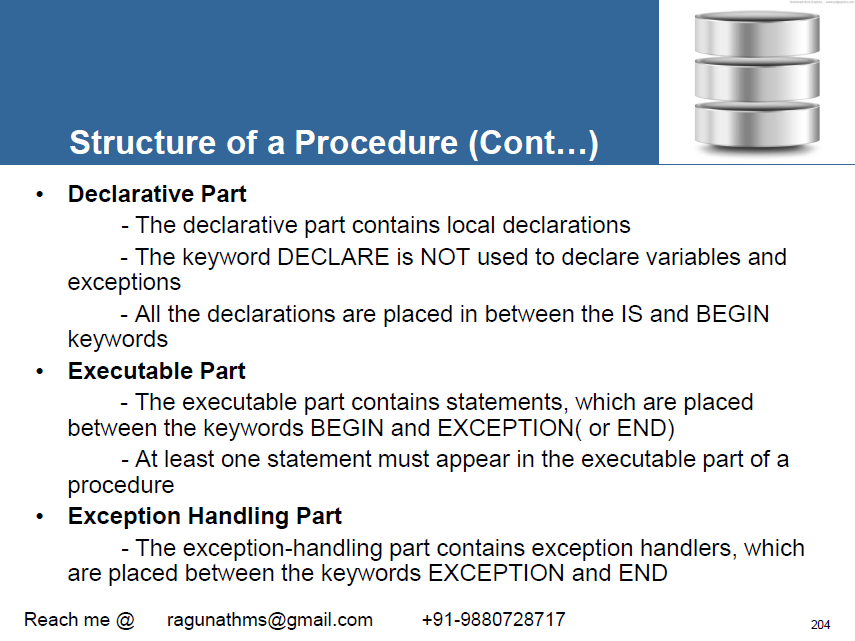 Structure of a Procedure (Cont…)
• Declarative Part
- The declarative part contains local declarations
- The keyword DECLARE is NOT used to declare variables and
exceptions
- All the declarations are placed in between the IS and BEGIN
keywords
• Executable Part
- The executable part contains statements, which are placed
between the keywords BEGIN and EXCEPTION( or END)
- At least one statement must appear in the executable part of a
procedure
• Exception Handling Part
- The exception-handling part contains exception handlers, which
are placed between the keywords EXCEPTION and END
Reach me @ ragunathms@gmail.com +91-9880728717
204